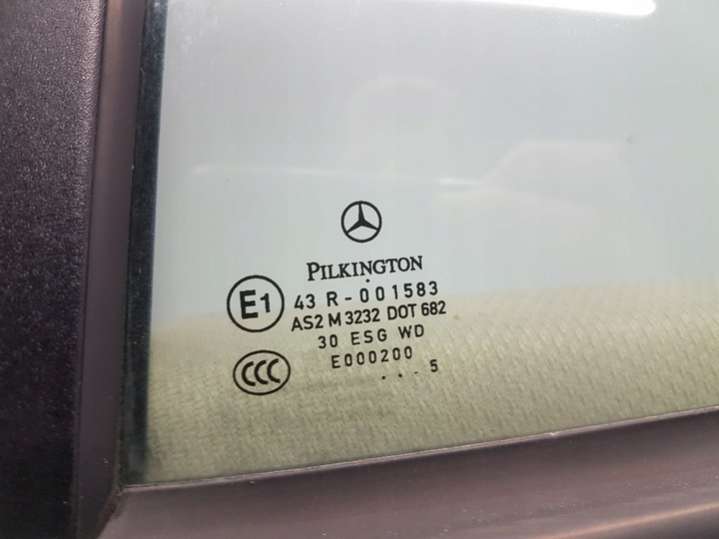 PILKINGTON
E1
43 R-001583
AS2 M 3232 DOT 682
30 ESG WD
E000200
CCC
. . . 5